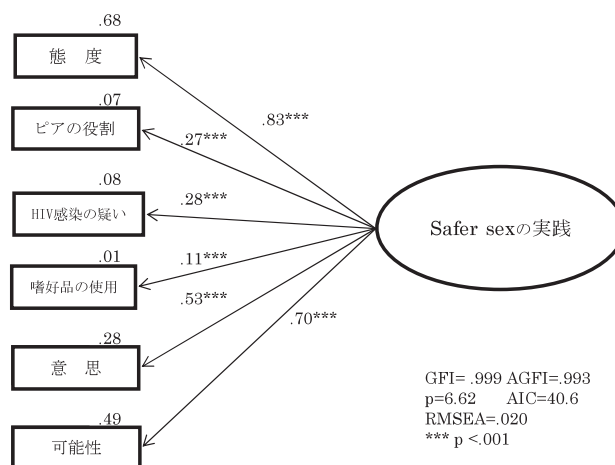 .68
態 度
.83***
.07
ピアの役割
.27***
.08
HIV感染の疑い
.28***
Safer sexの実践
.01
嗜好品の使用
.11***
.53***
.28
意 思
.70***
GFI= .999 AGFI=.993
p=6.62 AIC=40.6
RMSEA=.020
*** p <.001
.49
可能性